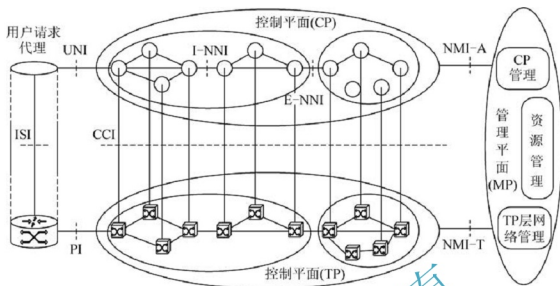 控制平面(CP)
用户请求
代理
UNI
I-NNI
NMI-A
E-NNI
CP
管理
ISI
CCI
管理平面(MP)
资源管理
TP层网
络管理
PI
NMI-T
控制平面(TP)